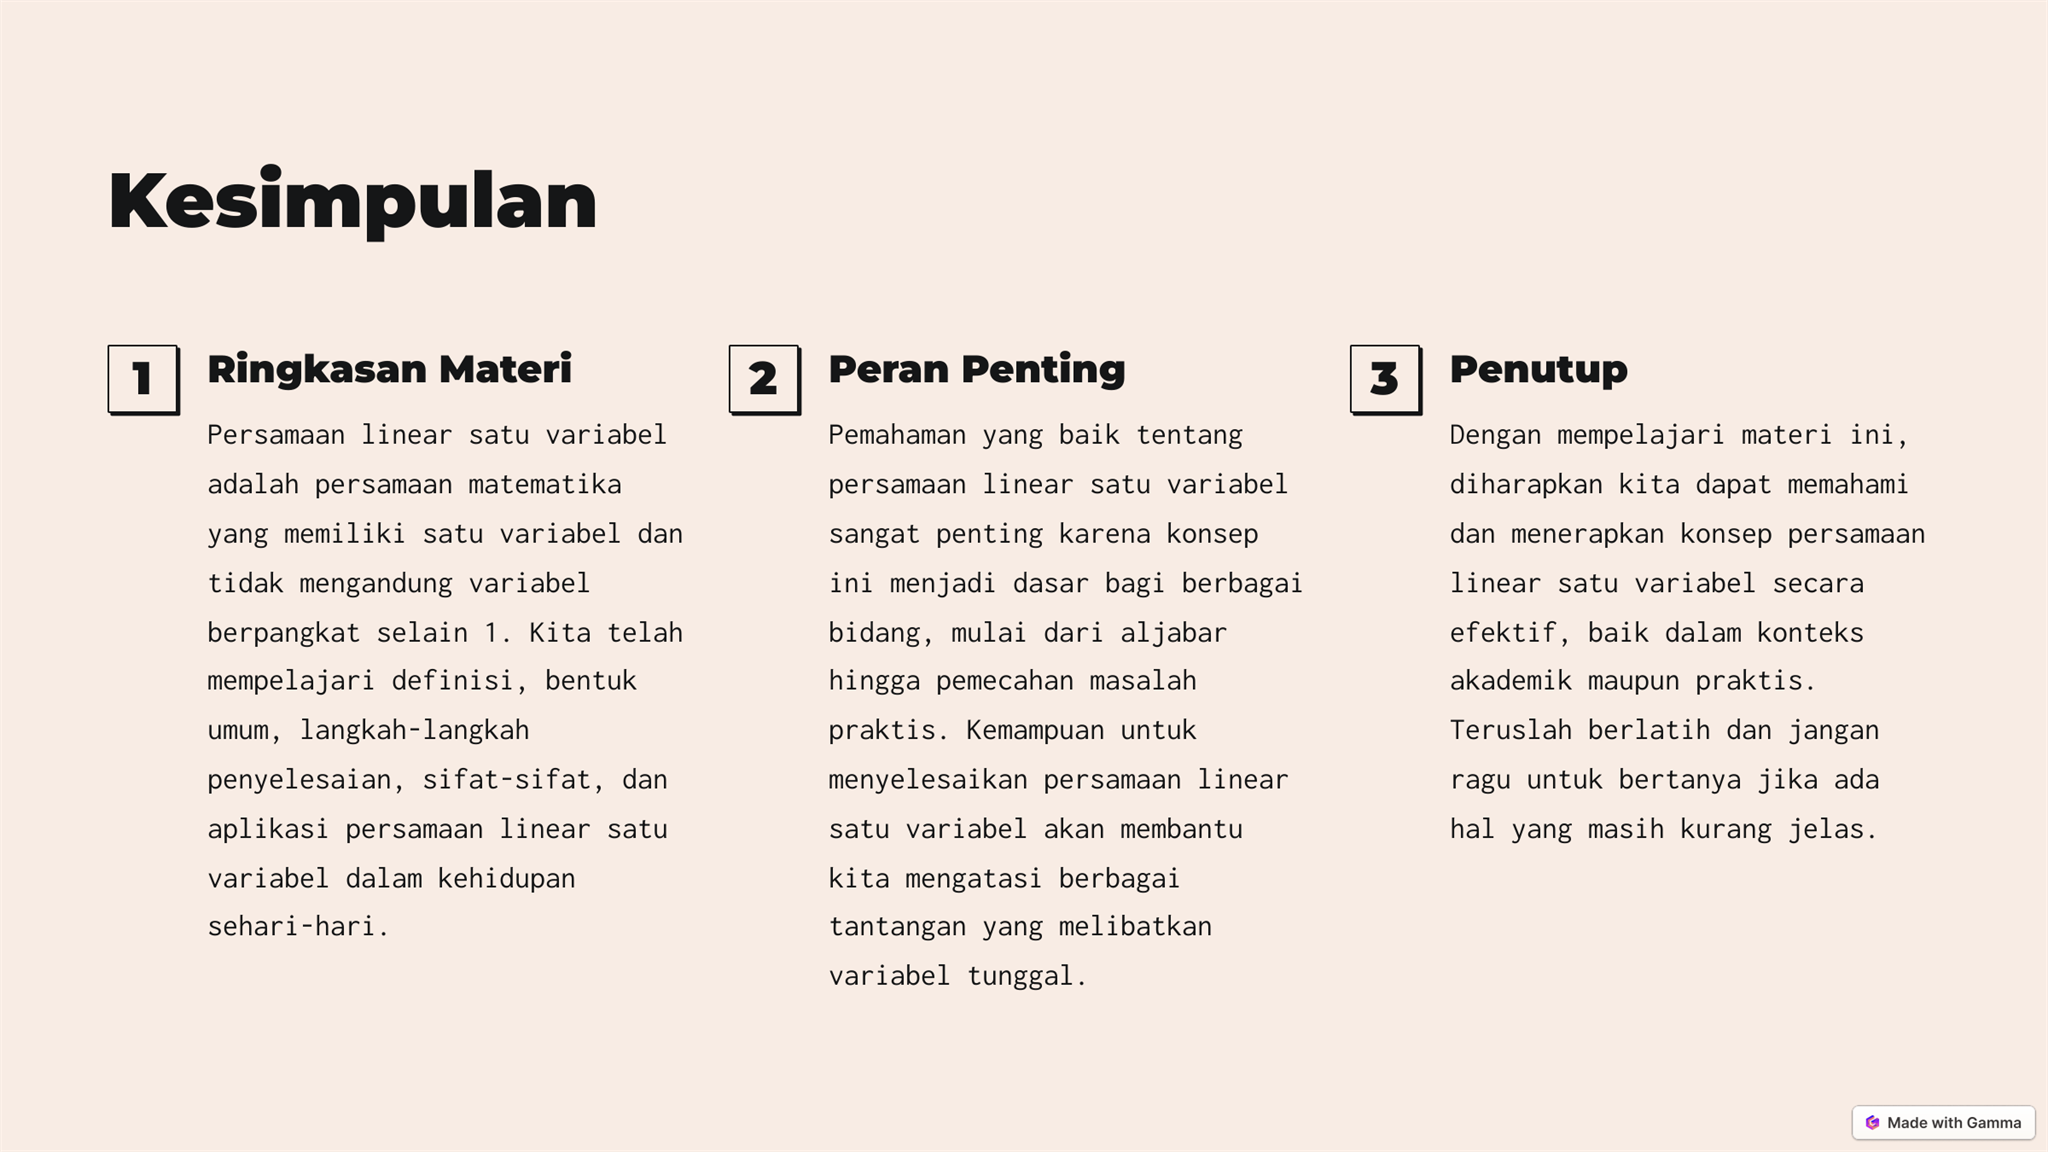 Kesimpulan
1
Ringkasan Materi
Persamaan linear satu variabel
adalah persamaan matematika
yang memiliki satu variabel dan
tidak mengandung variabel
berpangkat selain 1. Kita telah
mempelajari definisi, bentuk
umum, langkah-langkah
penyelesaian, sifat-sifat, dan
aplikasi persamaan linear satu
variabel dalam kehidupan
sehari-hari.
2
Peran Penting
Pemahaman yang baik tentang
persamaan linear satu variabel
sangat penting karena konsep
ini menjadi dasar bagi berbagai
bidang, mulai dari aljabar
hingga pemecahan masalah
praktis. Kemampuan untuk
menyelesaikan persamaan linear
satu variabel akan membantu
kita mengatasi berbagai
tantangan yang melibatkan
variabel tunggal.
3
Penutup
Dengan mempelajari materi ini,
diharapkan kita dapat memahami
dan menerapkan konsep persamaan
linear satu variabel secara
efektif, baik dalam konteks
akademik maupun praktis.
Teruslah berlatih dan jangan
ragu untuk bertanya jika ada
hal yang masih kurang jelas.
Made with Gamma